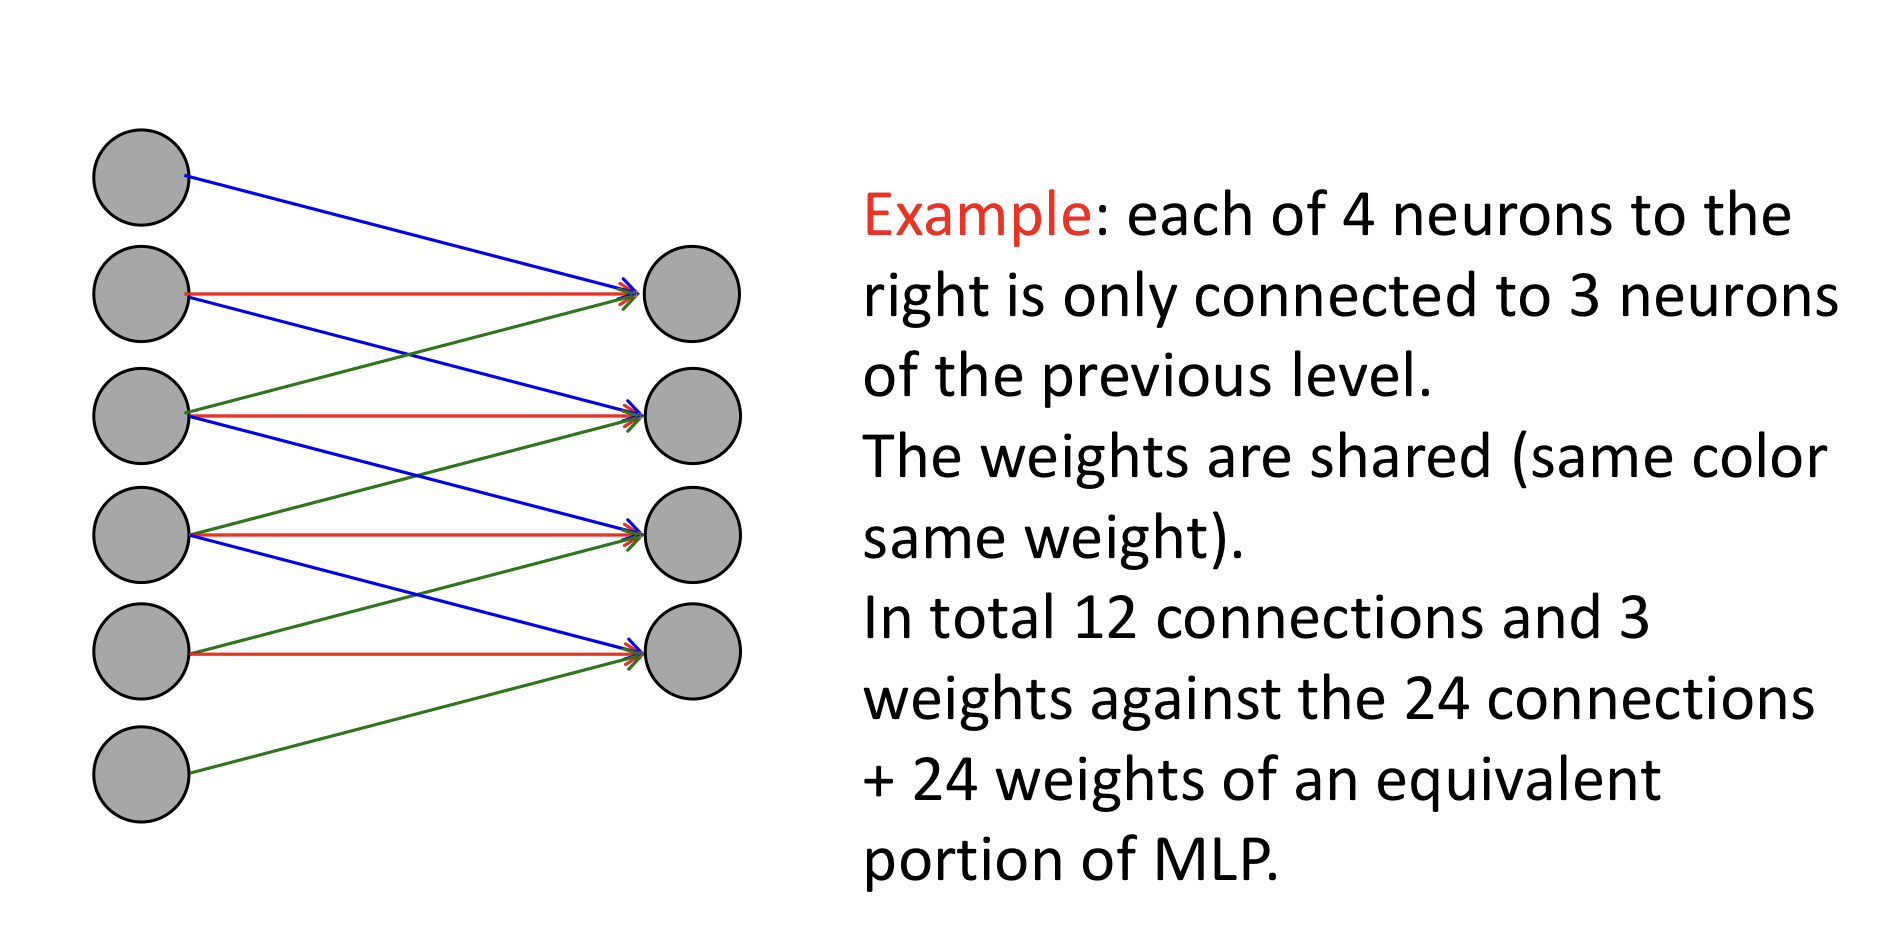 Example: each of 4 neurons to the
right is only connected to 3 neurons
of the previous level.
The weights are shared (same color
same weight).
In total 12 connections and 3
weights against the 24 connections
+ 24 weights of an equivalent
portion of MLP.